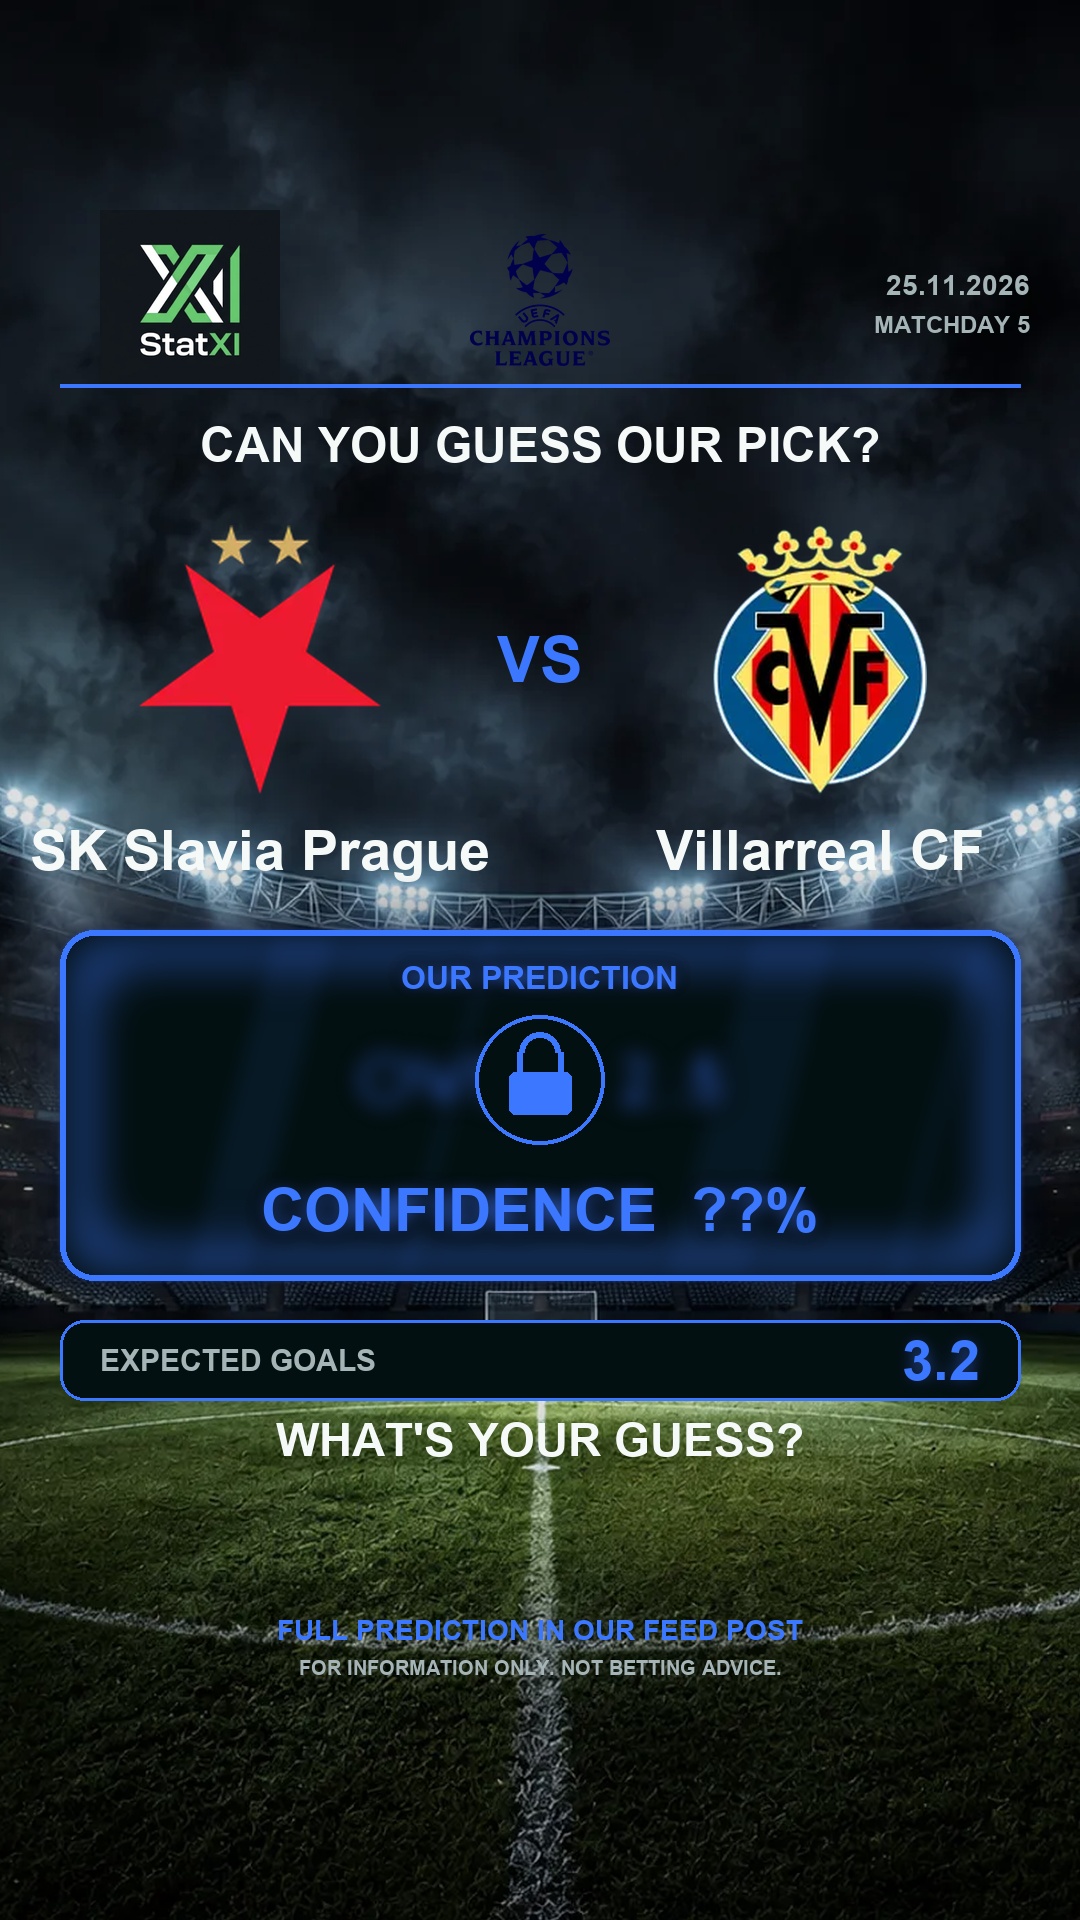 StatXI
UEFA
CHAMPIONS
LEAGUE
25.11.2026
MATCHDAY 5
CAN YOU GUESS OUR PICK?
VS
CVF
SK Slavia Prague
Villarreal CF
OUR PREDICTION
CONFIDENCE ??%
EXPECTED GOALS
3.2
WHAT'S YOUR GUESS?
FULL PREDICTION IN OUR FEED POST
FOR INFORMATION ONLY. NOT BETTING ADVICE.